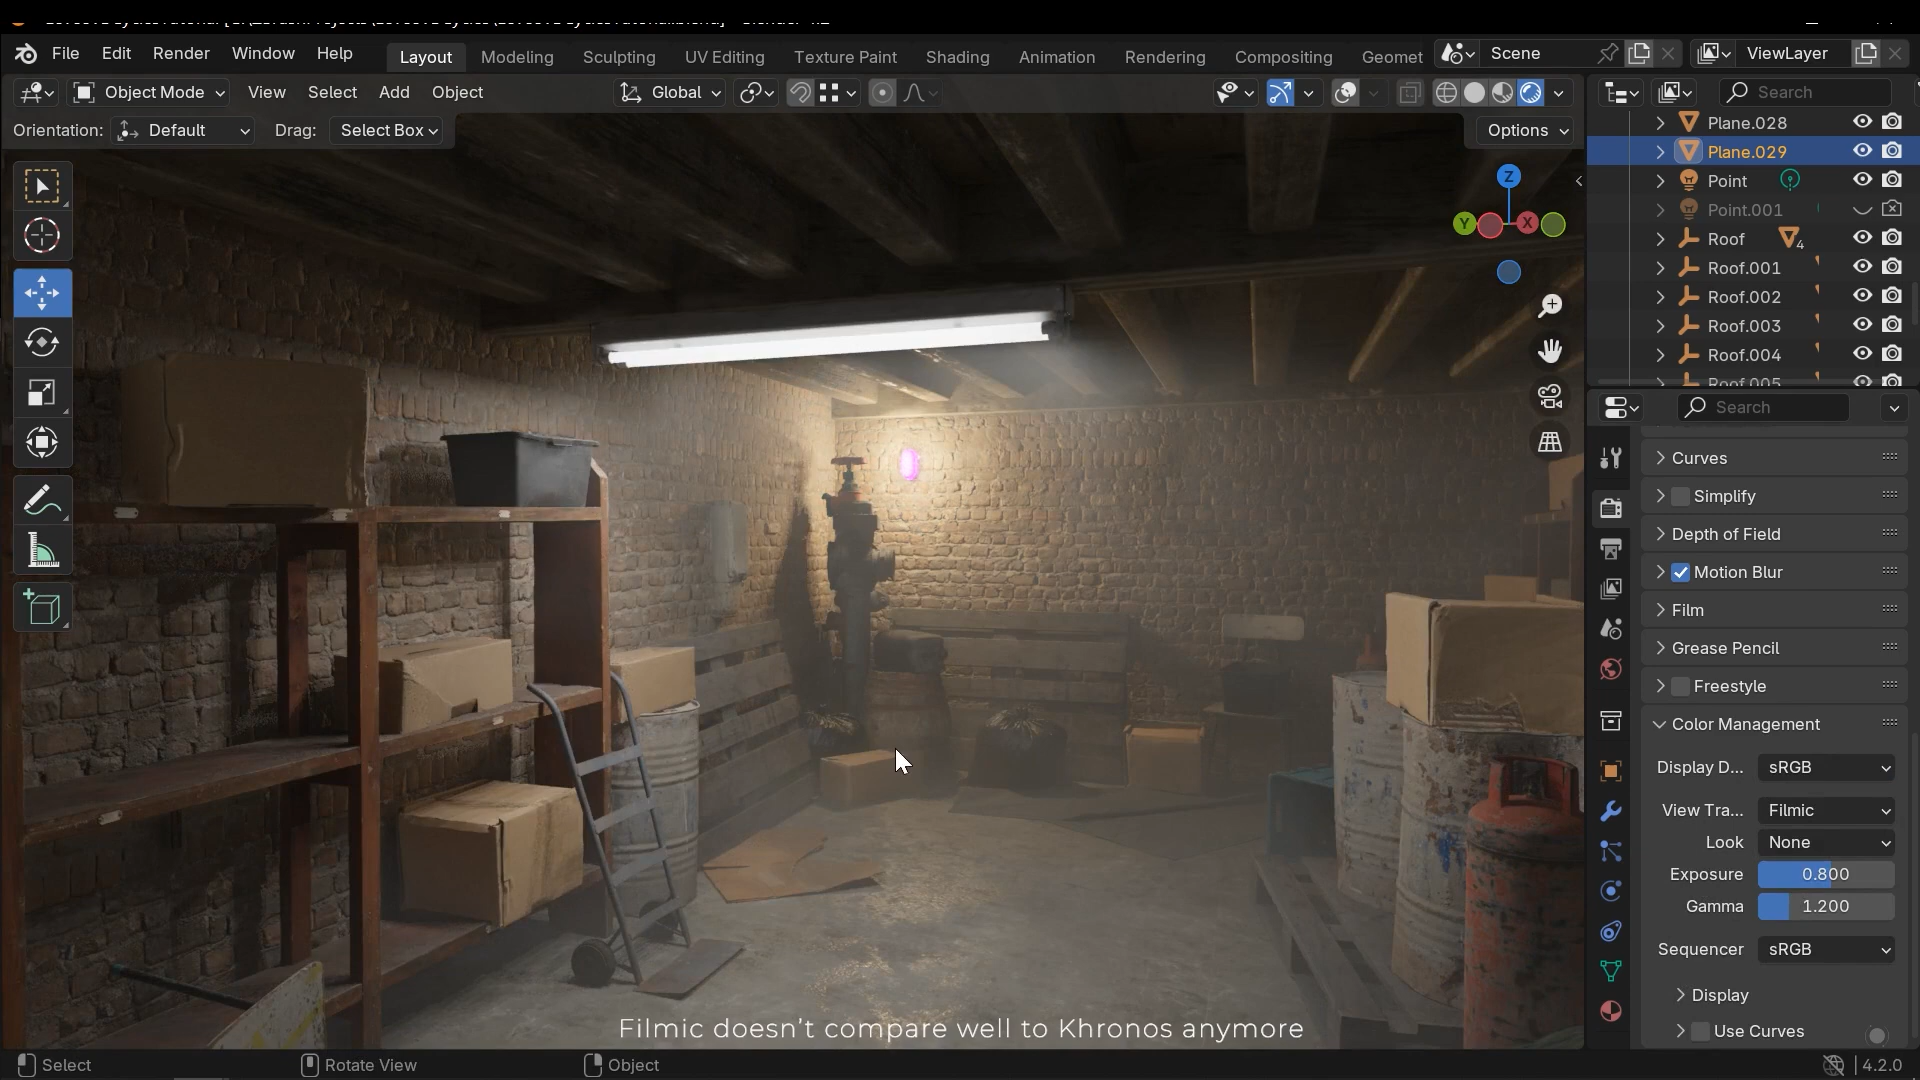 File Edit Render Window Help Layout Modeling Sculpting UV Editing Texture Paint Shading Animation Rendering Compositing Geomet Scene ViewLayer
Object Mode View Select Add Object Global Options Search
Orientation: Default Drag: Select Box Options
Plane.028
Plane.029
Point
Point.001
Roof 4
Roof.001
Roof.002
Roof.003
Roof.004
Roof.005
Z
Y X
Search
Curves
Simplify
Depth of Field
Motion Blur
Film
Grease Pencil
Freestyle
Color Management
Display D... sRGB
View Tra... Filmic
Look None
Exposure 0.800
Gamma 1.200
Sequencer sRGB
Display
Use Curves
Filmic doesn't compare well to Khronos anymore
Select Rotate View Object 4.2.0